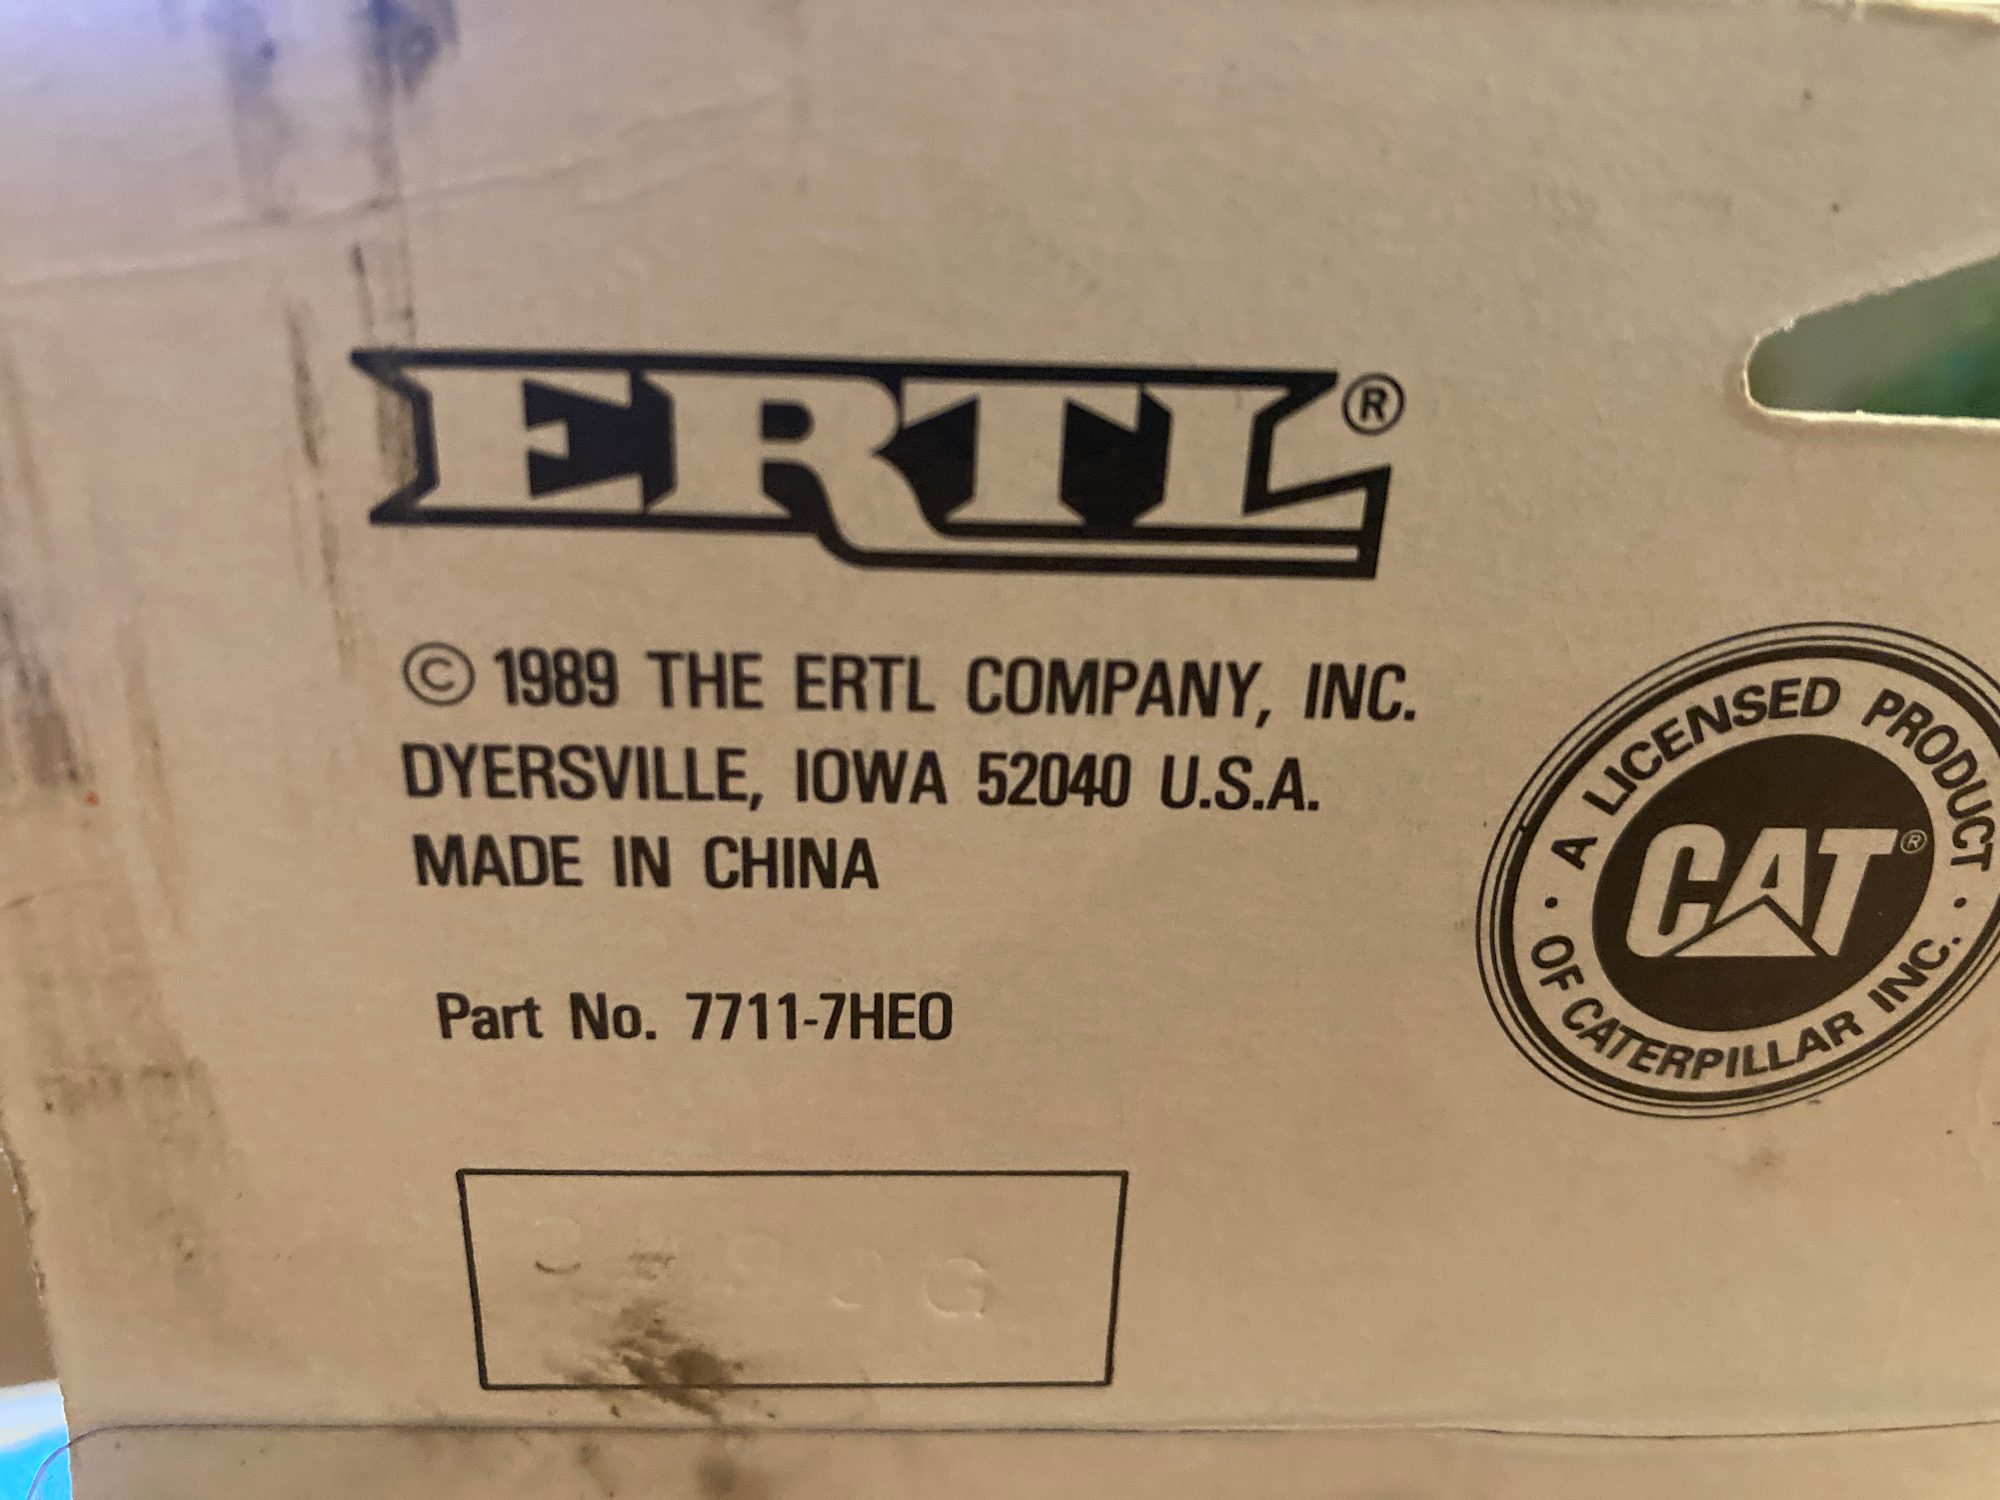 ERTL®
© 1989 THE ERTL COMPANY, INC.
DYERSVILLE, IOWA 52040 U.S.A.
MADE IN CHINA
Part No. 7711-7HEO
A LICENSED PRODUCT
CAT®
OF CATERPILLAR INC.